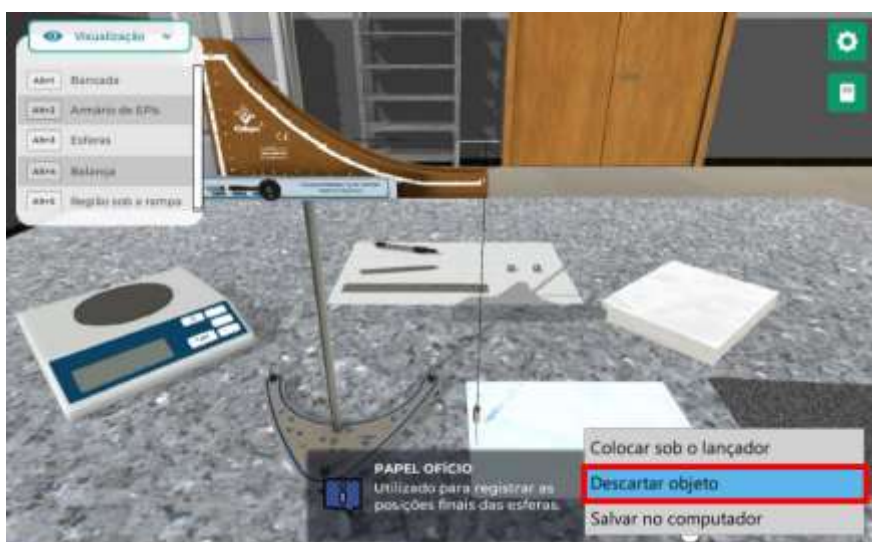 Visualização
Alt+1 Bancada
Alt+2 Armário de EPIs
Alt+3 Esferas
Alt+4 Balança
Alt+5 Região sob a rampa
PAPEL OFÍCIO
Utilizado para registrar as
posições finais das esferas.
Colocar sob o lançador
Descartar objeto
Salvar no computador